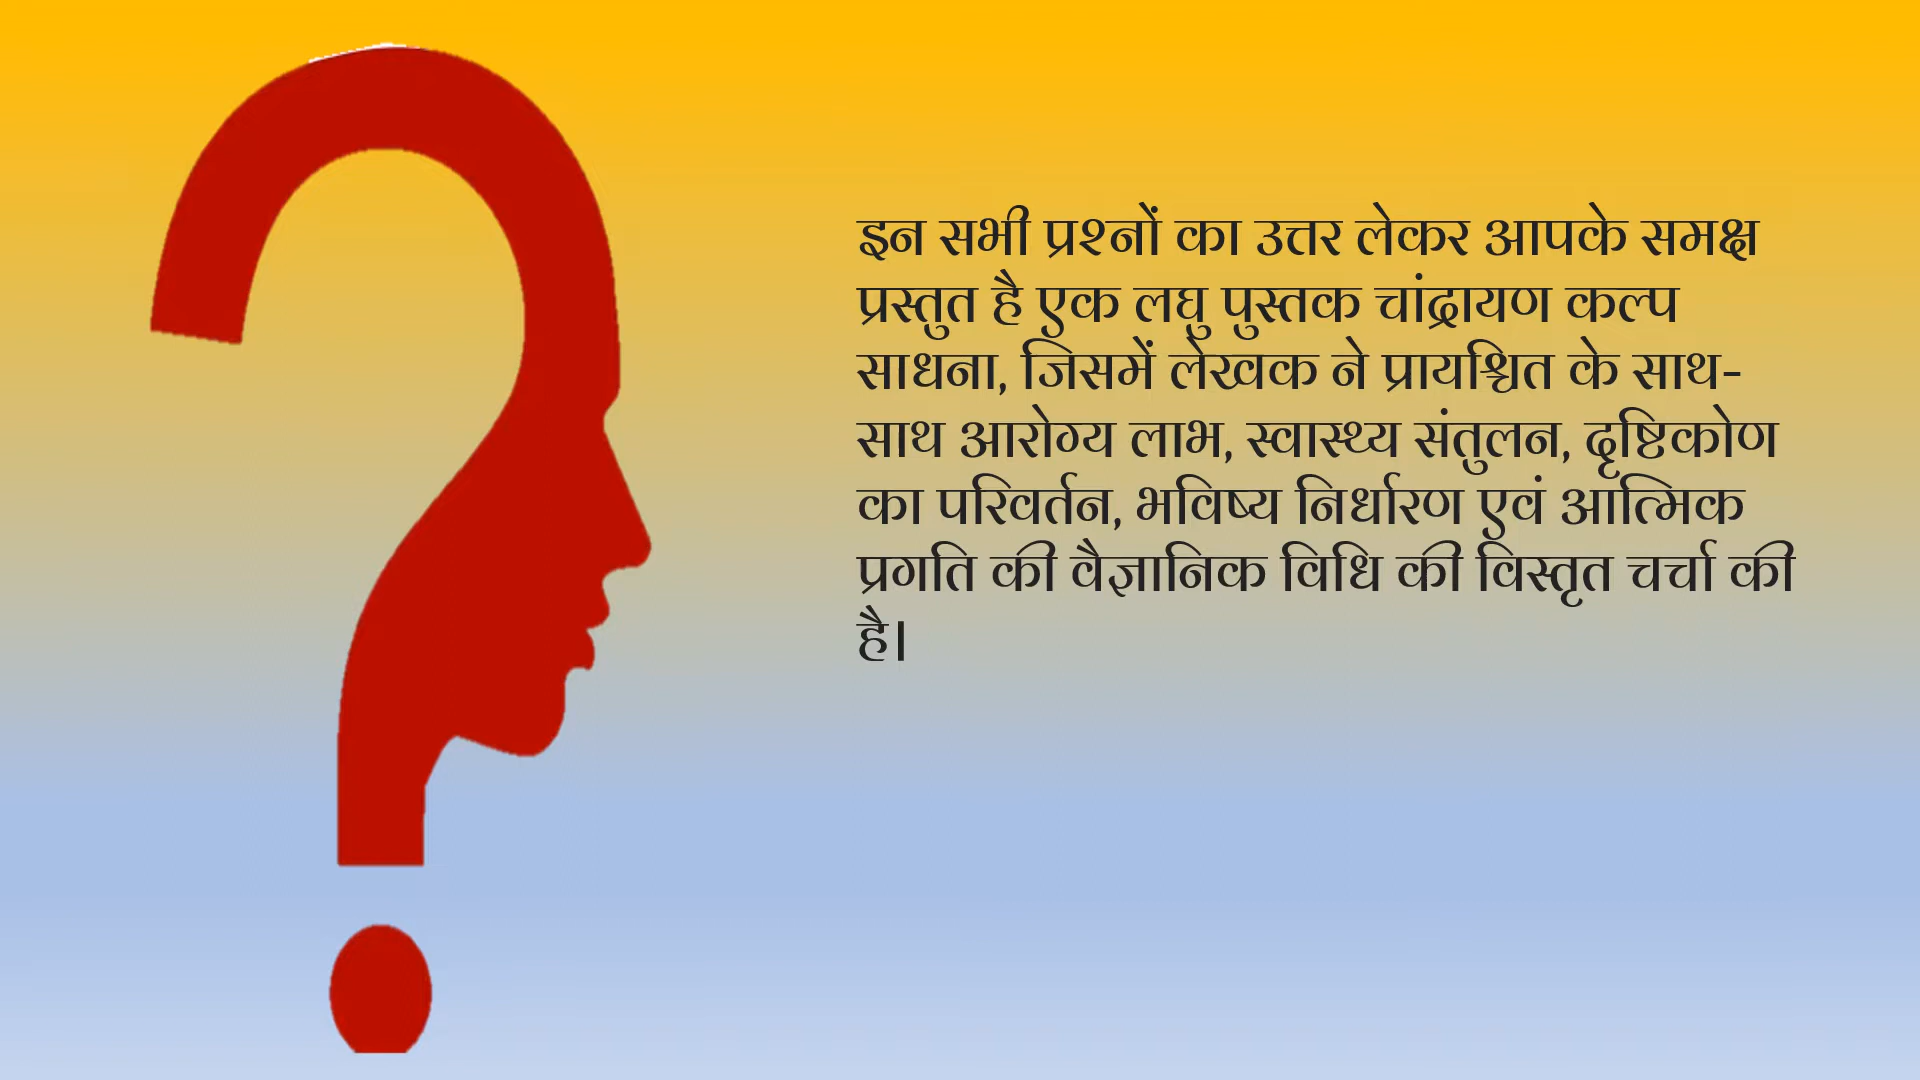 इन सभी प्रश्नों का उत्तर लेकर आपके समक्ष
प्रस्तुत है एक लघु पुस्तक चांद्रायण कल्प
साधना, जिसमें लेखक ने प्रायश्चित के साथ-
साथ आरोग्य लाभ, स्वास्थ्य संतुलन, दृष्टिकोण
का परिवर्तन, भविष्य निर्धारण एवं आत्मिक
प्रगति की वैज्ञानिक विधि की विस्तृत चर्चा की
है।